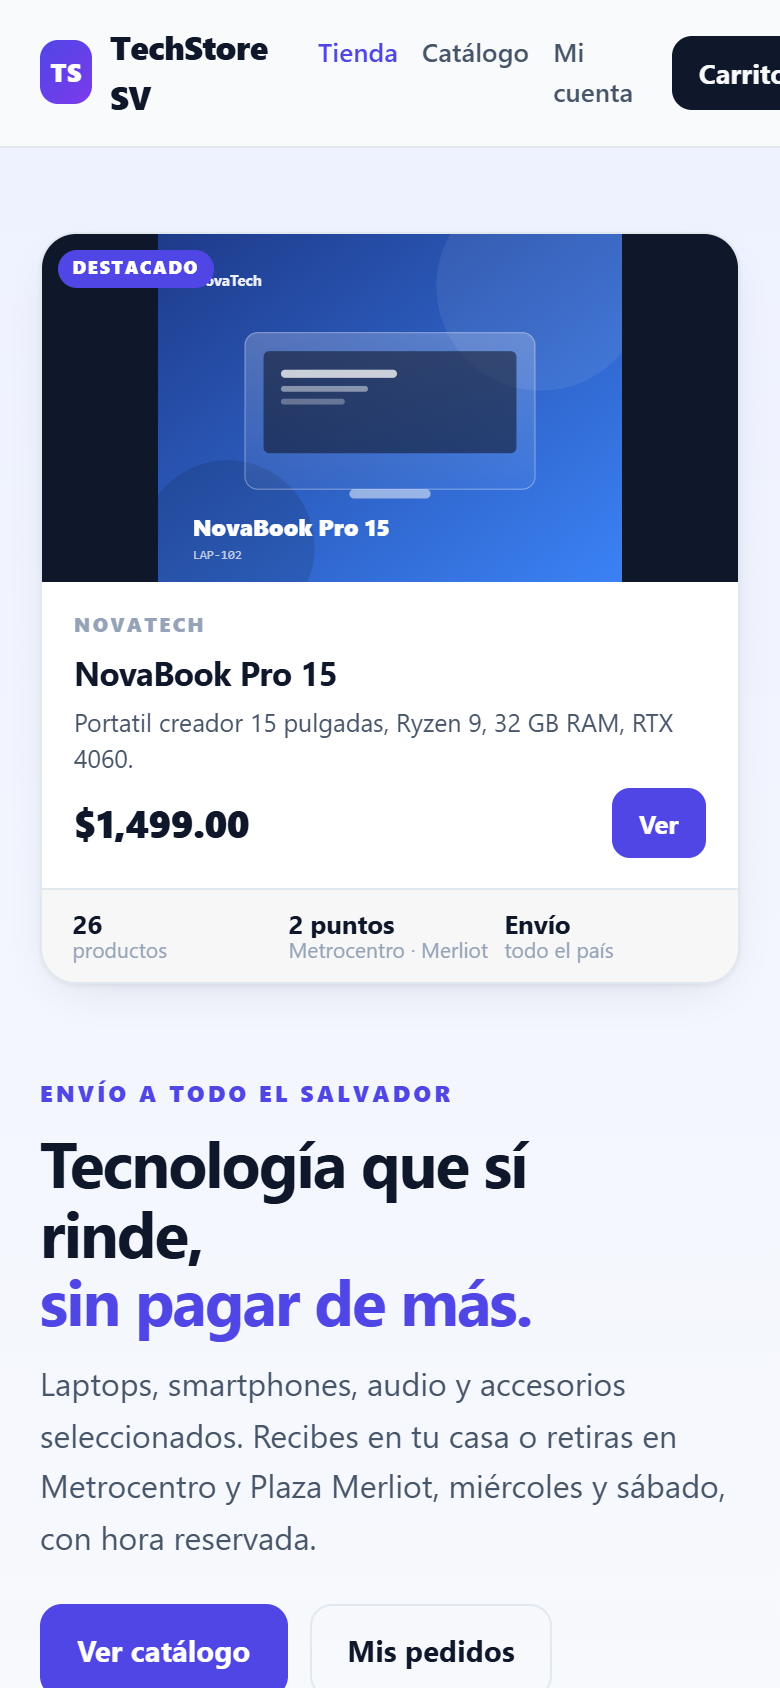 TS
TechStore
SV
Tienda
Catálogo
Mi
cuenta
DESTACADO
NovaBook Pro 15
LAP-102
NOVATECH
NovaBook Pro 15
Portatil creador 15 pulgadas, Ryzen 9, 32 GB RAM, RTX
4060.
$1,499.00
Ver
26
productos
2 puntos
Metrocentro · Merliot
Envío
todo el país
ENVÍO A TODO EL SALVADOR
Tecnología que sí
rinde,
sin pagar de más.
Laptops, smartphones, audio y accesorios
seleccionados. Recibes en tu casa o retiras en
Metrocentro y Plaza Merliot, miércoles y sábado,
con hora reservada.
Ver catálogo
Mis pedidos